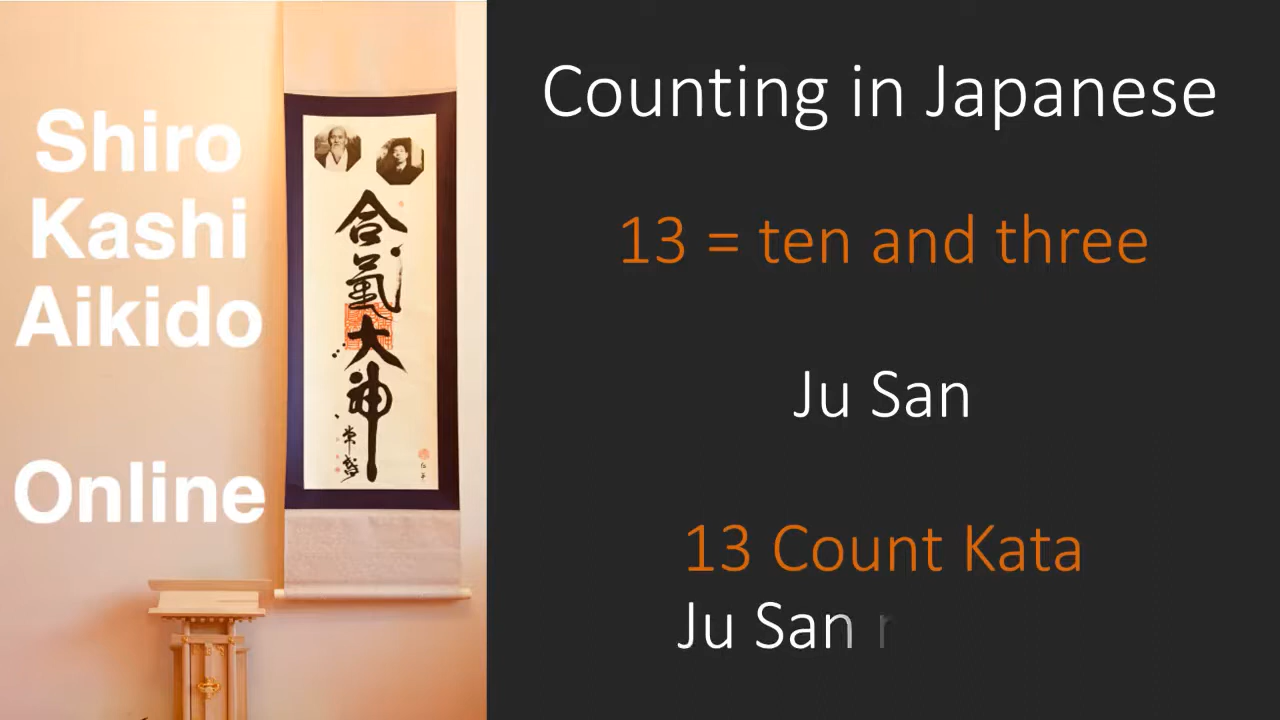 Shiro
Kashi
Aikido
Online
合氣大神
Counting in Japanese
13 = ten and three
Ju San
13 Count Kata
Ju San r